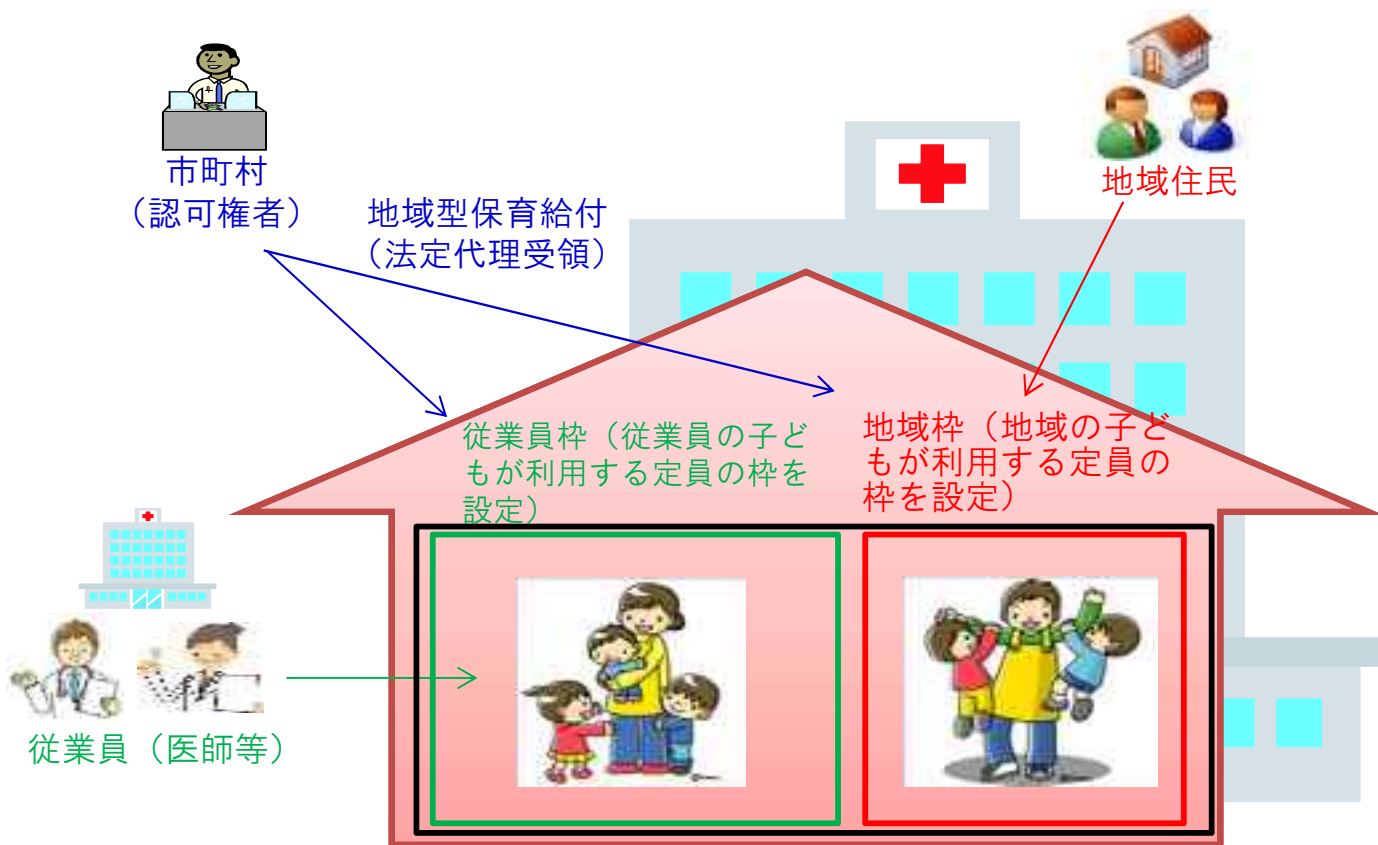 市町村
（認可権者）
地域型保育給付
（法定代理受領）
地域住民
従業員枠（従業員の子ど
もが利用する定員の枠を
設定）
地域枠（地域の子ど
もが利用する定員の
枠を設定）
従業員（医師等）